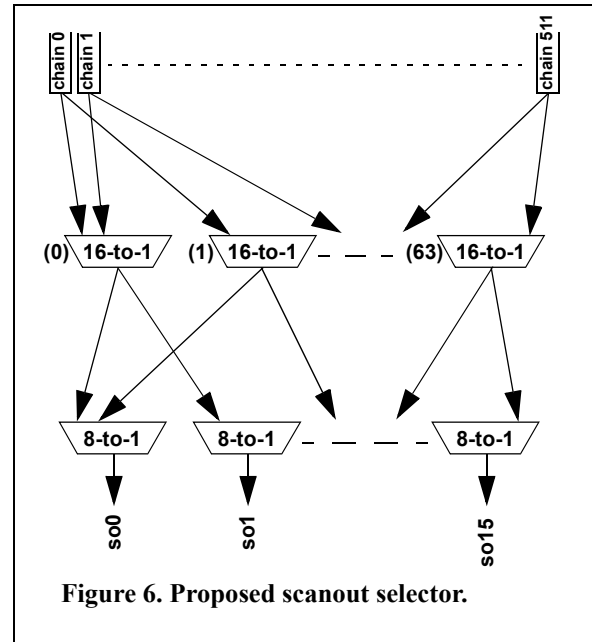 chain 0 chain 1 chain 511
(0) 16-to-1 (1) 16-to-1 (63) 16-to-1
8-to-1 8-to-1 8-to-1
so0 so1 so15
Figure 6. Proposed scanout selector.